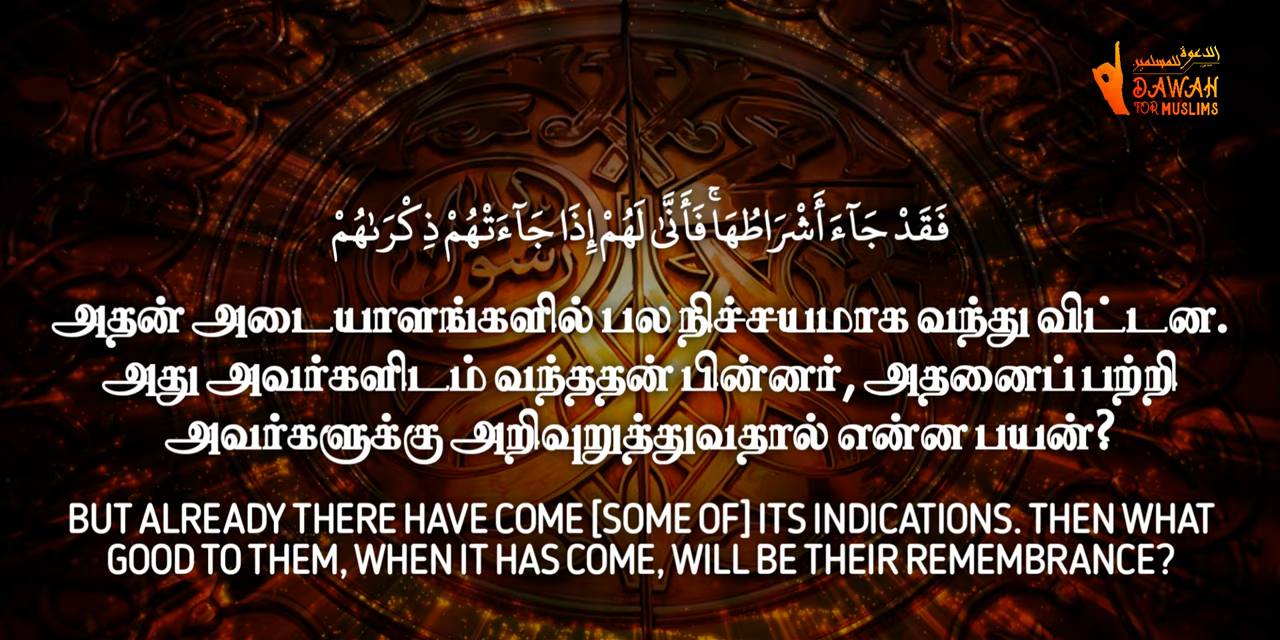 الدعوة للمسلمين
DAWAH
FOR MUSLIMS
فَقَدْ جَآءَ أَشْرَاطُهَا ۚ فَأَنَّىٰ لَهُمْ إِذَا جَآءَتْهُمْ ذِكْرَىٰهُمْ
رسول
அதன் அடையாளங்களில் பல நிச்சயமாக வந்து விட்டன.
அது அவர்களிடம் வந்ததன் பின்னர், அதனைப் பற்றி
அவர்களுக்கு அறிவுறுத்துவதால் என்ன பயன்?
BUT ALREADY THERE HAVE COME [SOME OF] ITS INDICATIONS. THEN WHAT
GOOD TO THEM, WHEN IT HAS COME, WILL BE THEIR REMEMBRANCE?